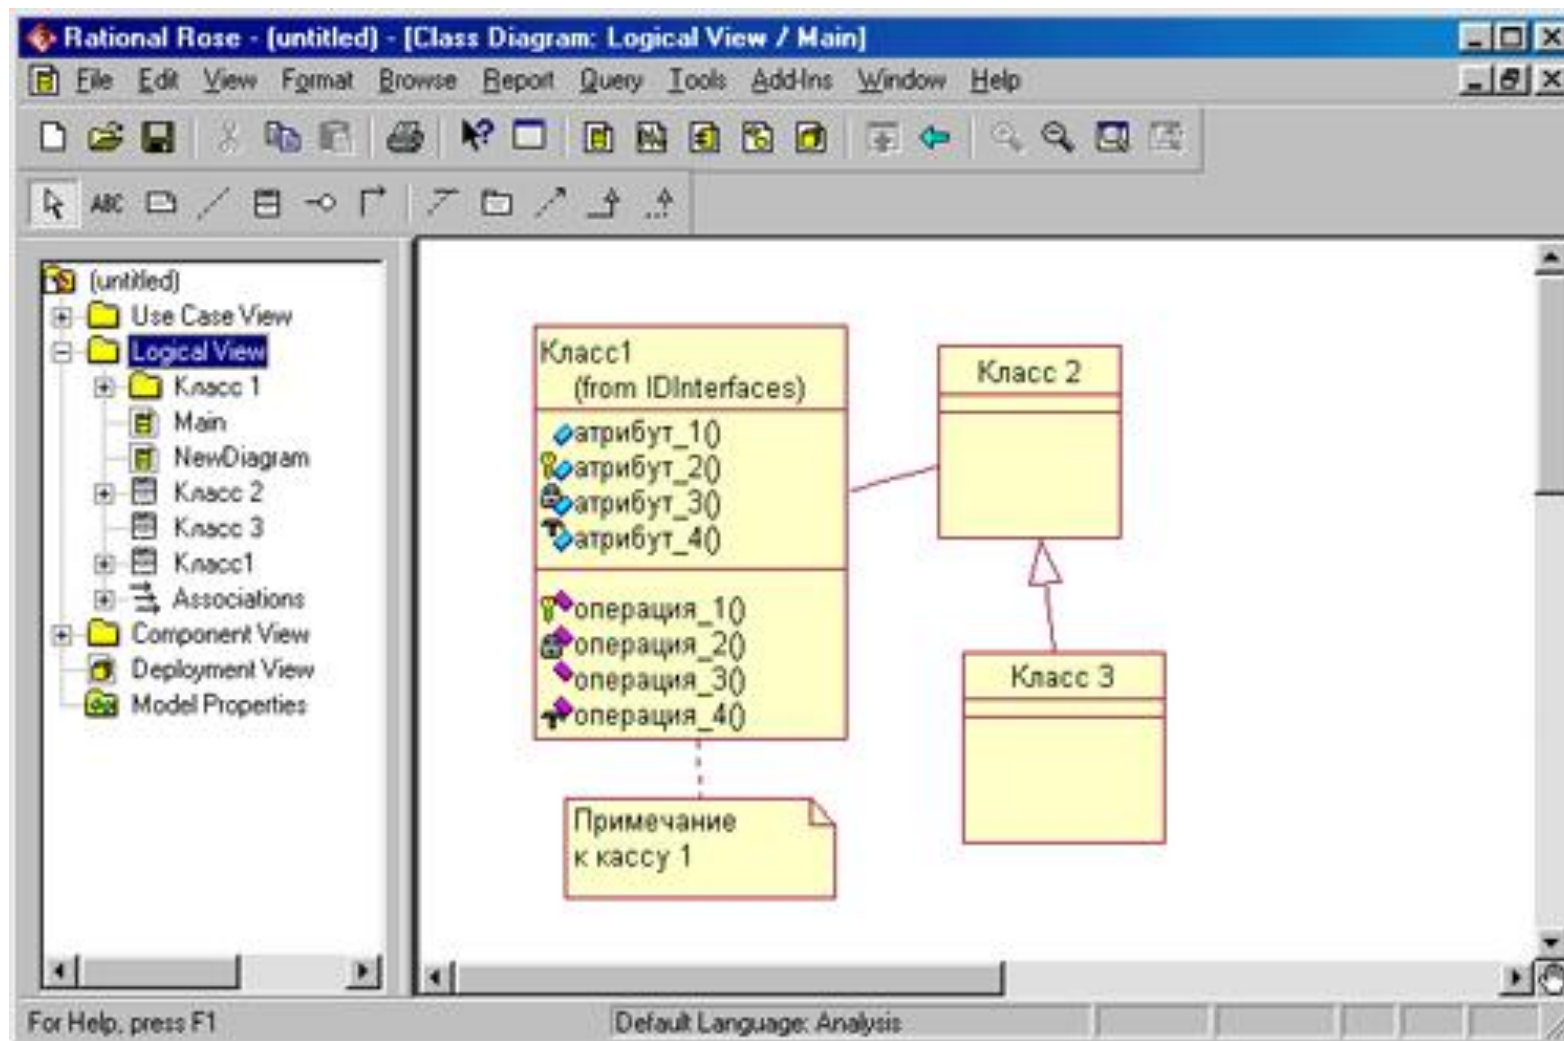 Rational Rose - (untitled) - [Class Diagram: Logical View / Main]
File Edit View Format Browse Report Query Tools Add-Ins Window Help
ABC
(untitled)
Use Case View
Logical View
Класс 1
Main
NewDiagram
Класс 2
Класс 3
Класс1
Associations
Component View
Deployment View
Model Properties
Класс1
(from IDInterfaces)
атрибут_1()
атрибут_2()
атрибут_3()
атрибут_4()
операция_1()
операция_2()
операция_3()
операция_4()
Примечание
к кассу 1
Класс 2
Класс 3
For Help, press F1
Default Language: Analysis